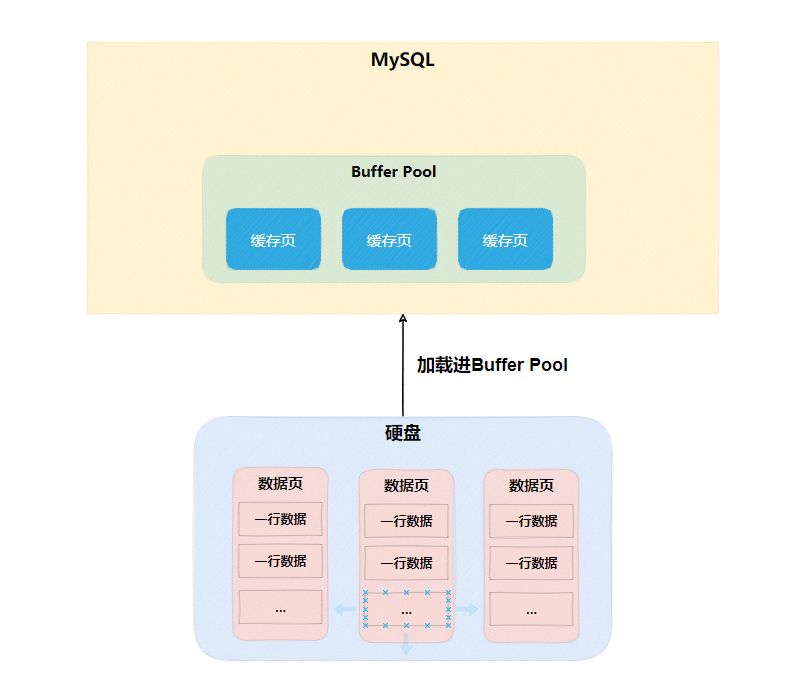 MySQL
Buffer Pool
缓存页 缓存页 缓存页
加载进Buffer Pool
硬盘
数据页 数据页 数据页
一行数据 一行数据 一行数据
一行数据 一行数据 一行数据
... ... ...